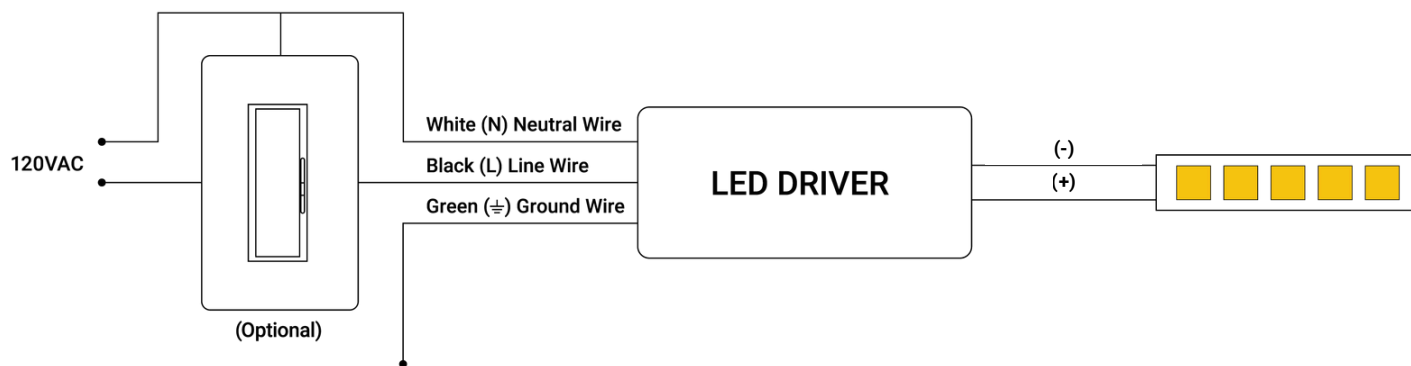 120VAC
(Optional)
White (N) Neutral Wire
Black (L) Line Wire
Green (⏚) Ground Wire
LED DRIVER
(-)
(+)